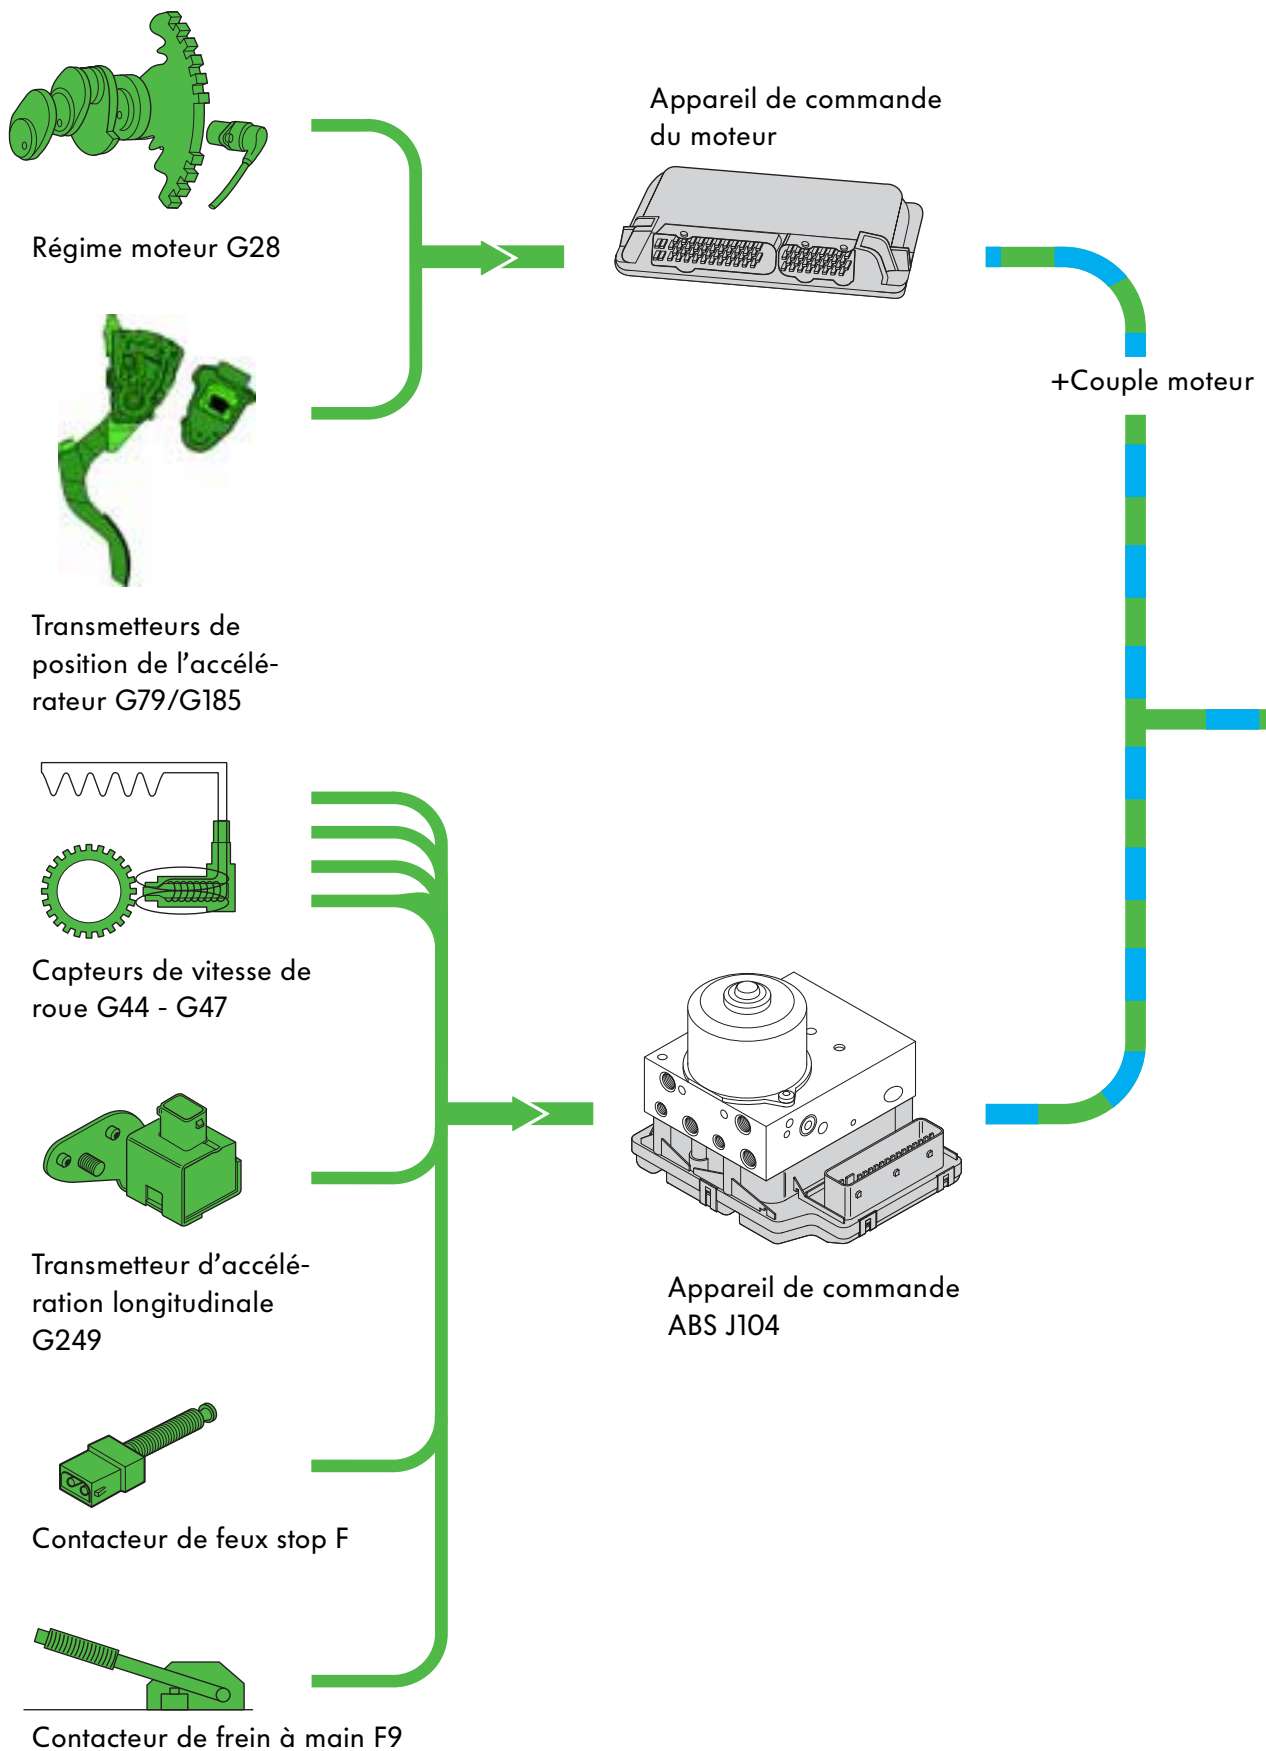 Appareil de commande
du moteur
Régime moteur G28
+Couple moteur
Transmetteurs de
position de l'accélé-
rateur G79/G185
Capteurs de vitesse de
roue G44 - G47
Transmetteur d'accélé-
ration longitudinale
G249
Appareil de commande
ABS J104
Contacteur de feux stop F
Contacteur de frein à main F9